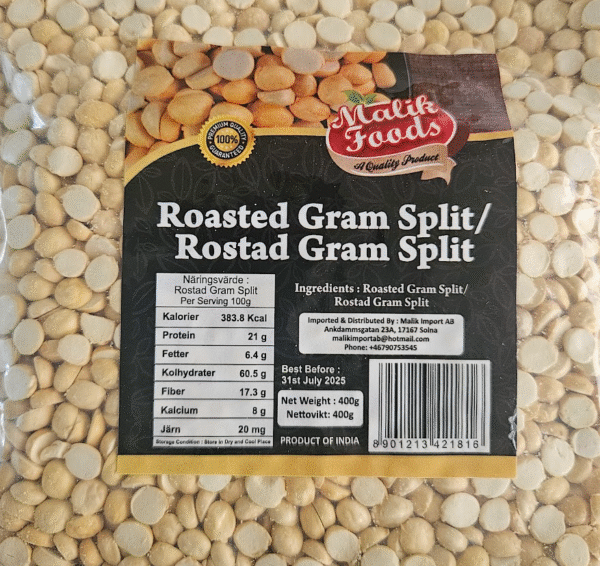 PREMIUM QUALITY
100%
GUARANTEED
Malik
Foods
A Quality Product
Roasted Gram Split/
Rostad Gram Split
Näringsvärde :
Rostad Gram Split
Per Serving 100g
Kalorier 383.8 Kcal
Protein 21 g
Fetter 6.4 g
Kolhydrater 60.5 g
Fiber 17.3 g
Kalcium 8 g
Järn 20 mg
Storage Condition : Store in Dry and Cool Place
Ingredients : Roasted Gram Split/
Rostad Gram Split
Imported & Distributed By : Malik Import AB
Ankdammsgatan 23A, 17167 Solna
malikimportab@hotmail.com
Phone: +46790753545
Best Before :
31st July 2025
Net Weight : 400g
Nettovikt: 400g
PRODUCT OF INDIA
8 901213 421816